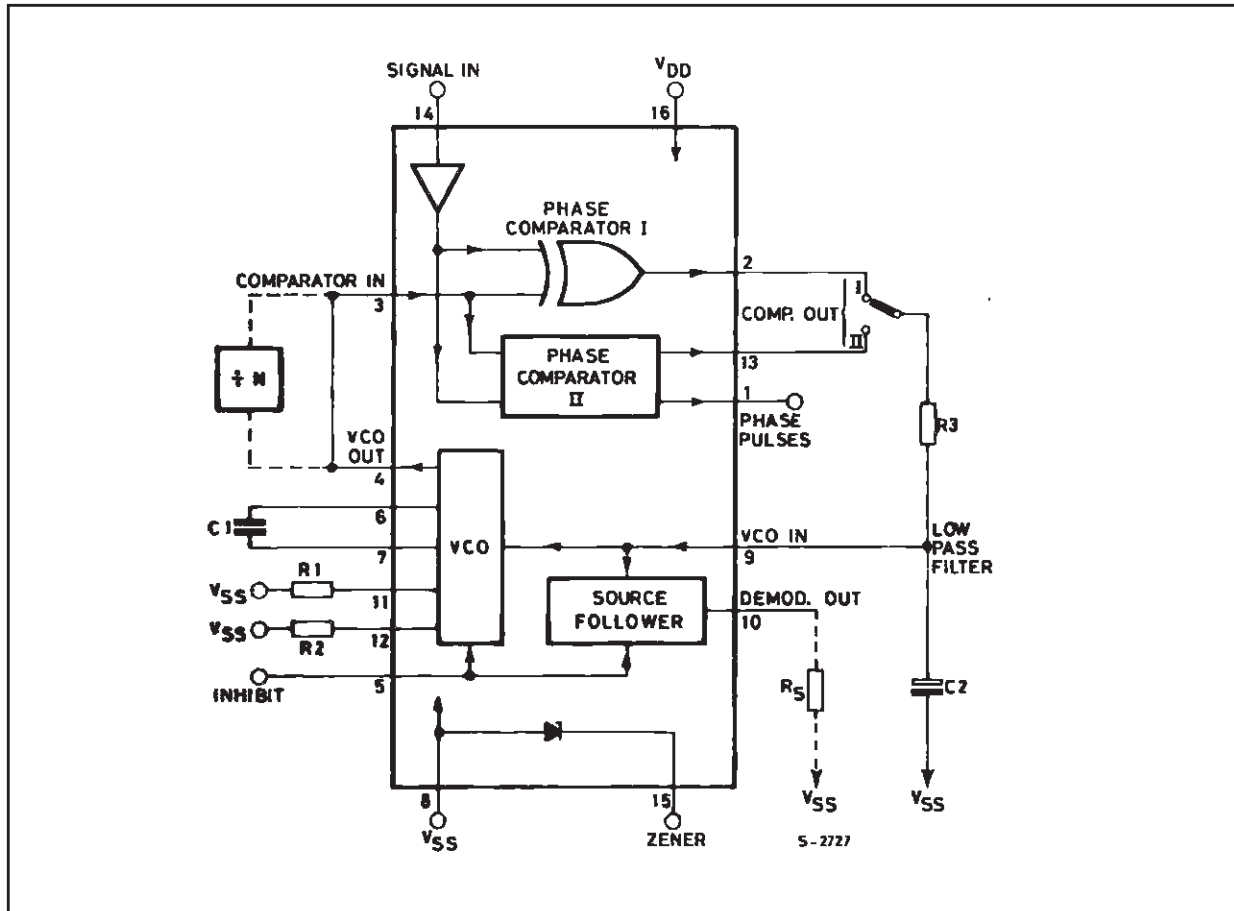 SIGNAL IN
14
VDD
16
PHASE
COMPARATOR I
2
COMPARATOR IN
3
I
COMP. OUT
II
13
÷ N
PHASE
COMPARATOR
II
1
PHASE
PULSES
R3
VCO
OUT
4
C1
6
7
VCO
VCO IN
9
LOW
PASS
FILTER
VSS
R1
11
VSS
R2
12
SOURCE
FOLLOWER
DEMOD. OUT
10
INHIBIT
5
RS
C2
8
VSS
15
ZENER
VSS
VSS
S-2727